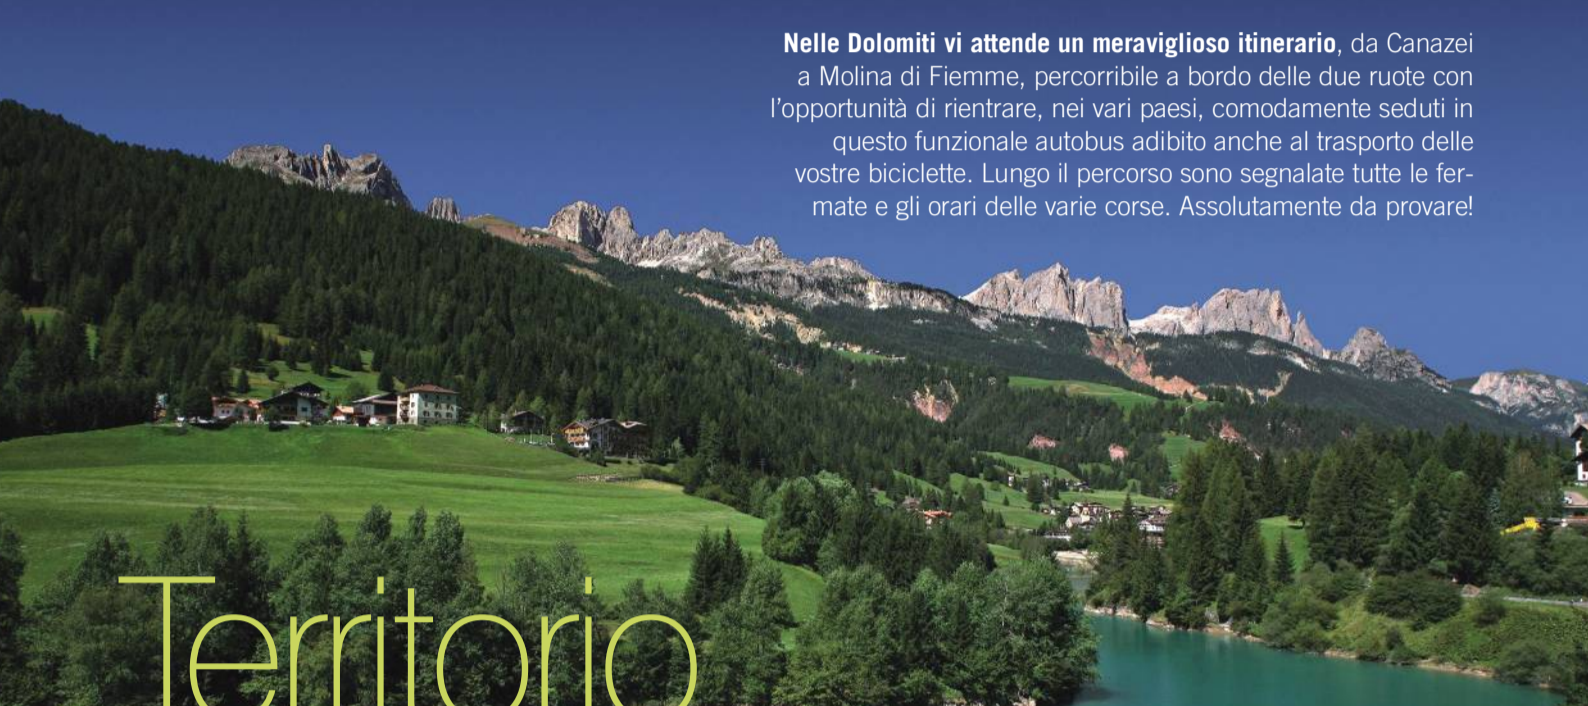 Nelle Dolomiti vi attende un meraviglioso itinerario, da Canazei
a Molina di Fiemme, percorribile a bordo delle due ruote con
l'opportunità di rientrare, nei vari paesi, comodamente seduti in
questo funzionale autobus adibito anche al trasporto delle
vostre biciclette. Lungo il percorso sono segnalate tutte le fer-
mate e gli orari delle varie corse. Assolutamente da provare!
Territorio